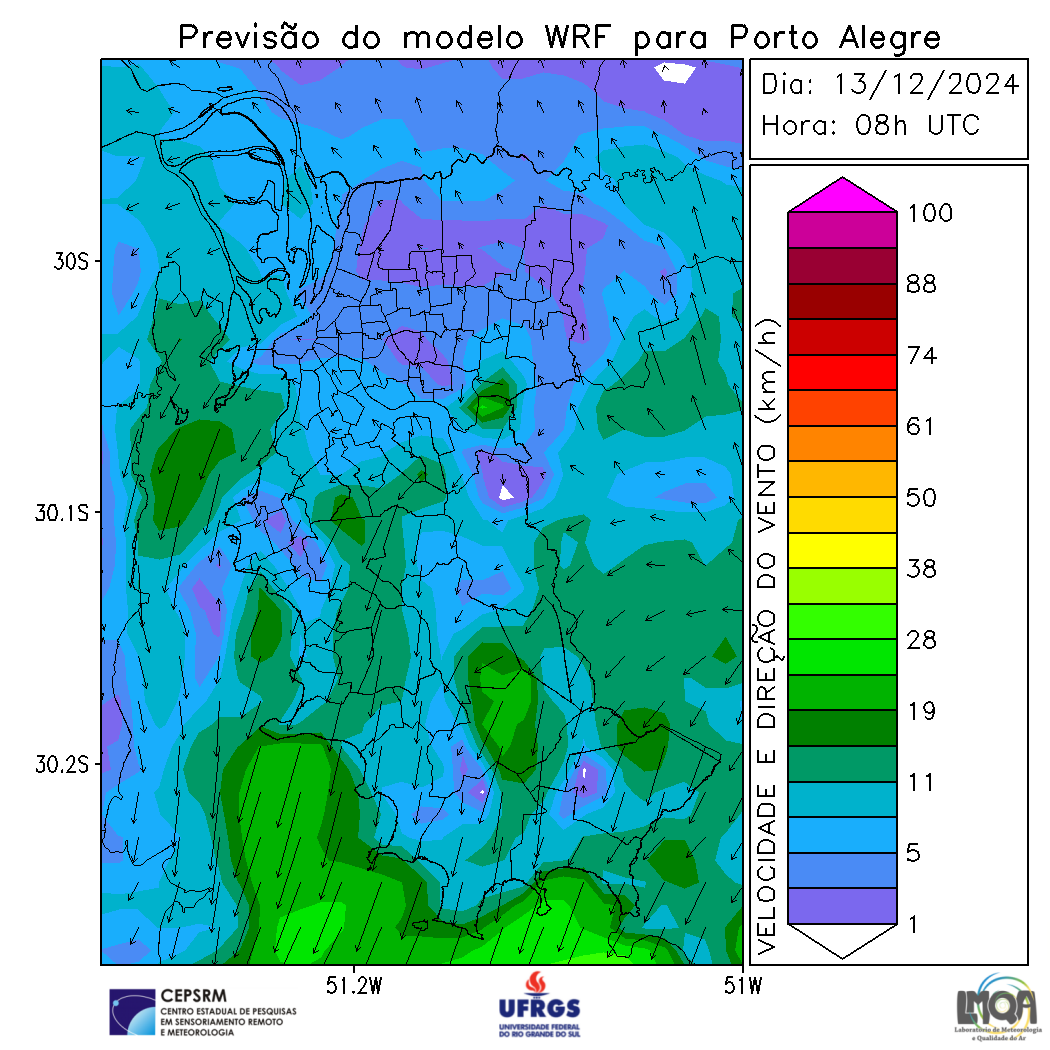 Previsão do modelo WRF para Porto Alegre
Dia: 13/12/2024
Hora: 08h UTC
30S
30.1S
30.2S
51.2W
51W
VELOCIDADE E DIREÇÃO DO VENTO (km/h)
100
88
74
61
50
38
28
19
11
5
1
CEPSRM
CENTRO ESTADUAL DE PESQUISAS
EM SENSORIAMENTO REMOTO
E METEOROLOGIA
UFRGS
UNIVERSIDADE FEDERAL
DO RIO GRANDE DO SUL
LMQA
Laboratório de Meteorologia
e Qualidade do Ar